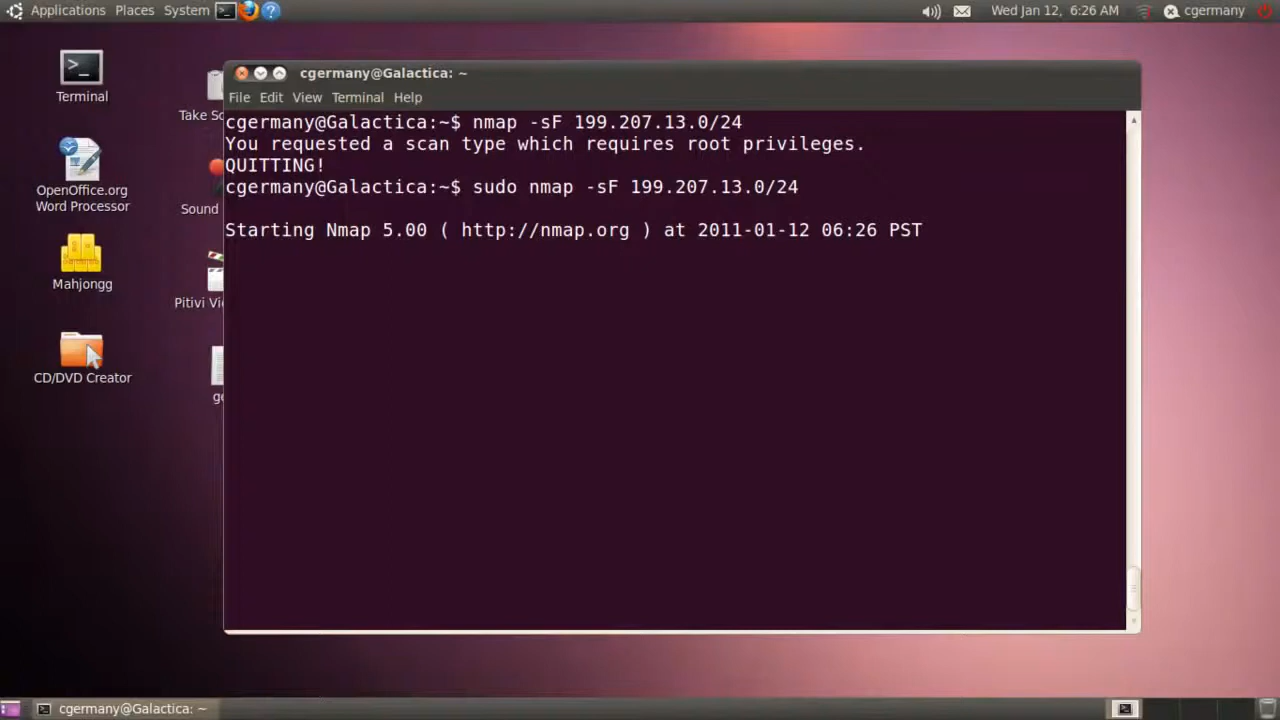 Applications Places System
Wed Jan 12, 6:26 AM cgermany
Terminal
OpenOffice.org
Word Processor
Mahjongg
CD/DVD Creator
Take
Sound
Pitivi
cgermany@Galactica: ~
File Edit View Terminal Help
cgermany@Galactica:~$ nmap -sF 199.207.13.0/24
You requested a scan type which requires root privileges.
QUITTING!
cgermany@Galactica:~$ sudo nmap -sF 199.207.13.0/24
Starting Nmap 5.00 ( http://nmap.org ) at 2011-01-12 06:26 PST
cgermany@Galactica: ~